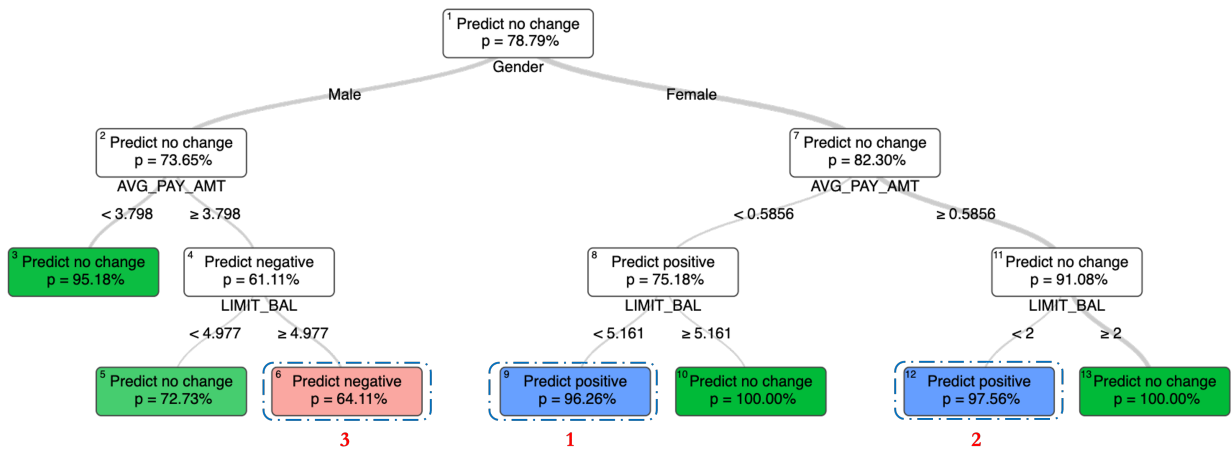 1 Predict no change
p = 78.79%
Gender
Male
Female
2 Predict no change
p = 73.65%
AVG_PAY_AMT
7 Predict no change
p = 82.30%
AVG_PAY_AMT
< 3.798
≥ 3.798
< 0.5856
≥ 0.5856
3 Predict no change
p = 95.18%
4 Predict negative
p = 61.11%
LIMIT_BAL
8 Predict positive
p = 75.18%
LIMIT_BAL
11 Predict no change
p = 91.08%
LIMIT_BAL
< 4.977
≥ 4.977
< 5.161
≥ 5.161
< 2
≥ 2
5 Predict no change
p = 72.73%
6 Predict negative
p = 64.11%
9 Predict positive
p = 96.26%
10 Predict no change
p = 100.00%
12 Predict positive
p = 97.56%
13 Predict no change
p = 100.00%
3
1
2